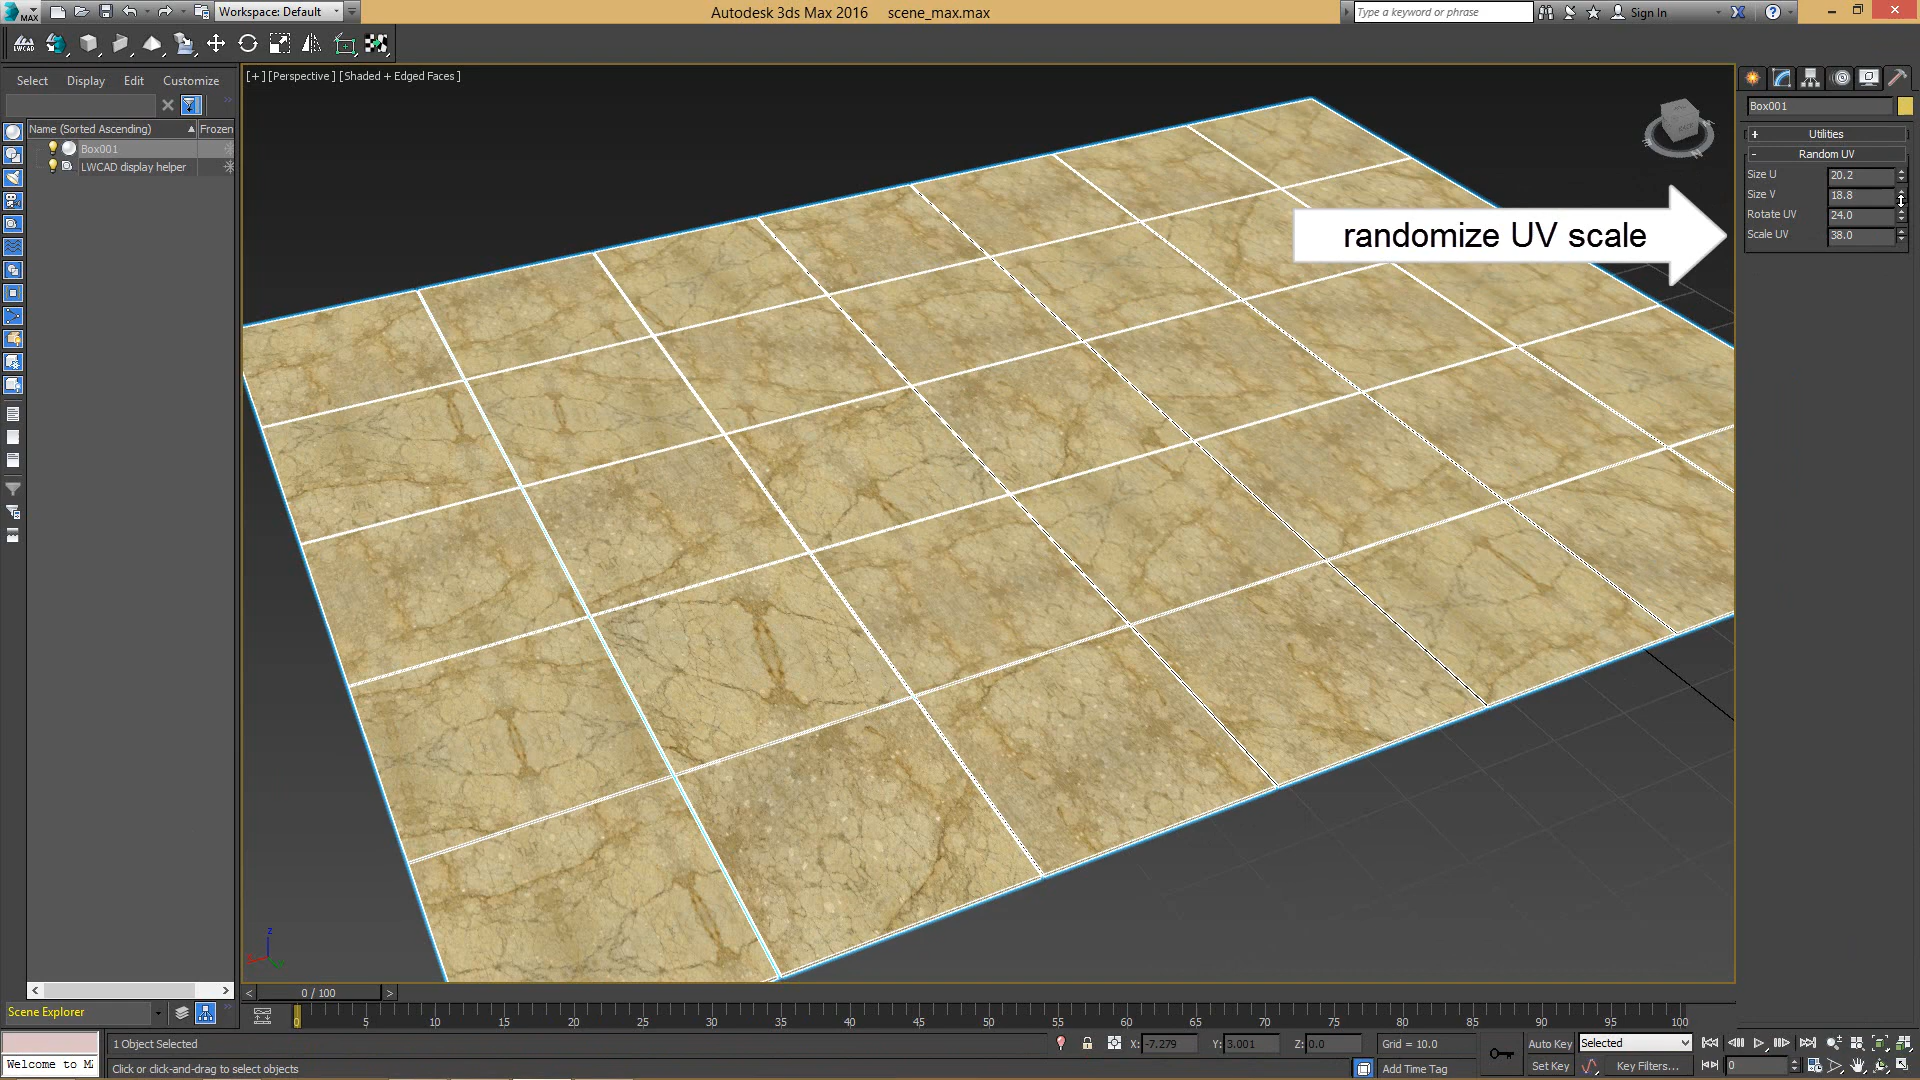 MAX
Workspace: Default
Autodesk 3ds Max 2016 scene_max.max
Type a keyword or phrase
Sign In
LWCAD
Select Display Edit Customize
Name (Sorted Ascending) Frozen
Box001
LWCAD display helper
[+] [Perspective ] [Shaded + Edged Faces ]
randomize UV scale
Box001
+ Utilities
- Random UV
Size U 20.2
Size V 18.8
Rotate UV 24.0
Scale UV 38.0
z
< 0 / 100 >
Scene Explorer
0 5 10 15 20 25 30 35 40 45 50 55 60 65 70 75 80 85 90 95 100
1 Object Selected
X: -7.279 Y: 3.001 Z: 0.0
Grid = 10.0
Auto Key Selected
Welcome to M
Click or click-and-drag to select objects
Add Time Tag
Set Key Key Filters...
0